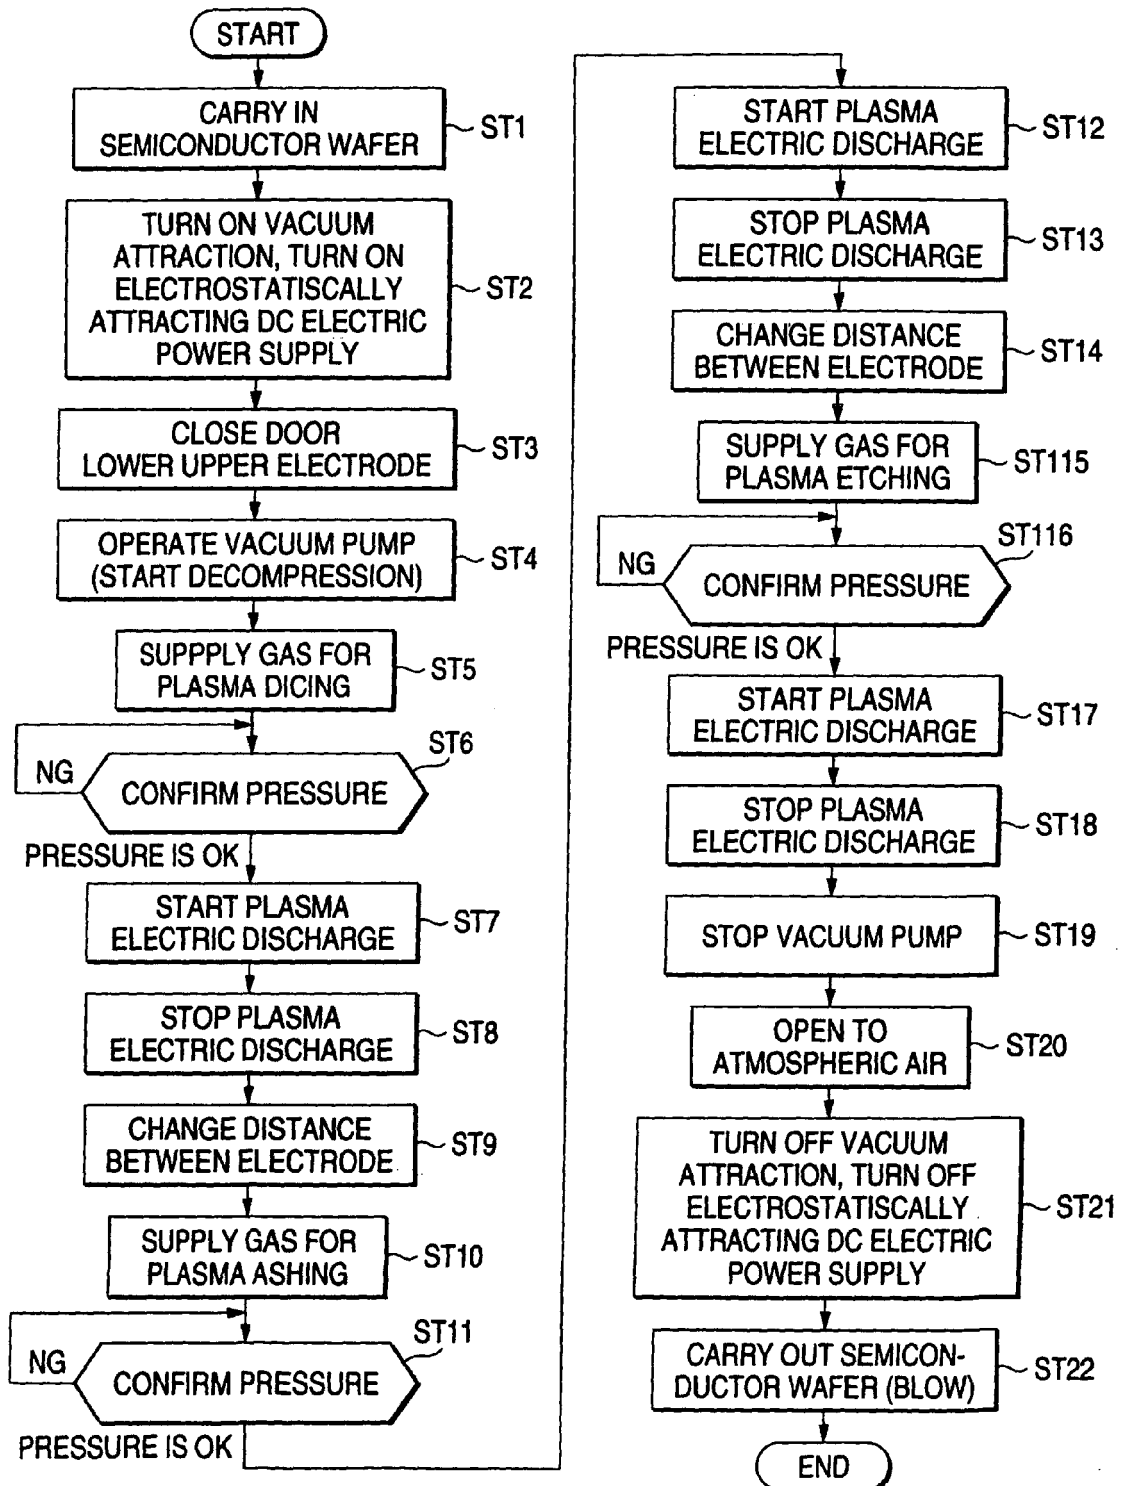 START
CARRY IN
SEMICONDUCTOR WAFER
ST1
TURN ON VACUUM
ATTRACTION, TURN ON
ELECTROSTATISCALLY
ATTRACTING DC ELECTRIC
POWER SUPPLY
ST2
CLOSE DOOR
LOWER UPPER ELECTRODE
ST3
OPERATE VACUUM PUMP
(START DECOMPRESSION)
ST4
SUPPPLY GAS FOR
PLASMA DICING
ST5
ST6
NG
CONFIRM PRESSURE
PRESSURE IS OK
START PLASMA
ELECTRIC DISCHARGE
ST7
STOP PLASMA
ELECTRIC DISCHARGE
ST8
CHANGE DISTANCE
BETWEEN ELECTRODE
ST9
SUPPLY GAS FOR
PLASMA ASHING
ST10
ST11
NG
CONFIRM PRESSURE
PRESSURE IS OK
START PLASMA
ELECTRIC DISCHARGE
ST12
STOP PLASMA
ELECTRIC DISCHARGE
ST13
CHANGE DISTANCE
BETWEEN ELECTRODE
ST14
SUPPLY GAS FOR
PLASMA ETCHING
ST115
ST116
NG
CONFIRM PRESSURE
PRESSURE IS OK
START PLASMA
ELECTRIC DISCHARGE
ST17
STOP PLASMA
ELECTRIC DISCHARGE
ST18
STOP VACUUM PUMP
ST19
OPEN TO
ATMOSPHERIC AIR
ST20
TURN OFF VACUUM
ATTRACTION, TURN OFF
ELECTROSTATISCALLY
ATTRACTING DC ELECTRIC
POWER SUPPLY
ST21
CARRY OUT SEMICON-
DUCTOR WAFER (BLOW)
ST22
END